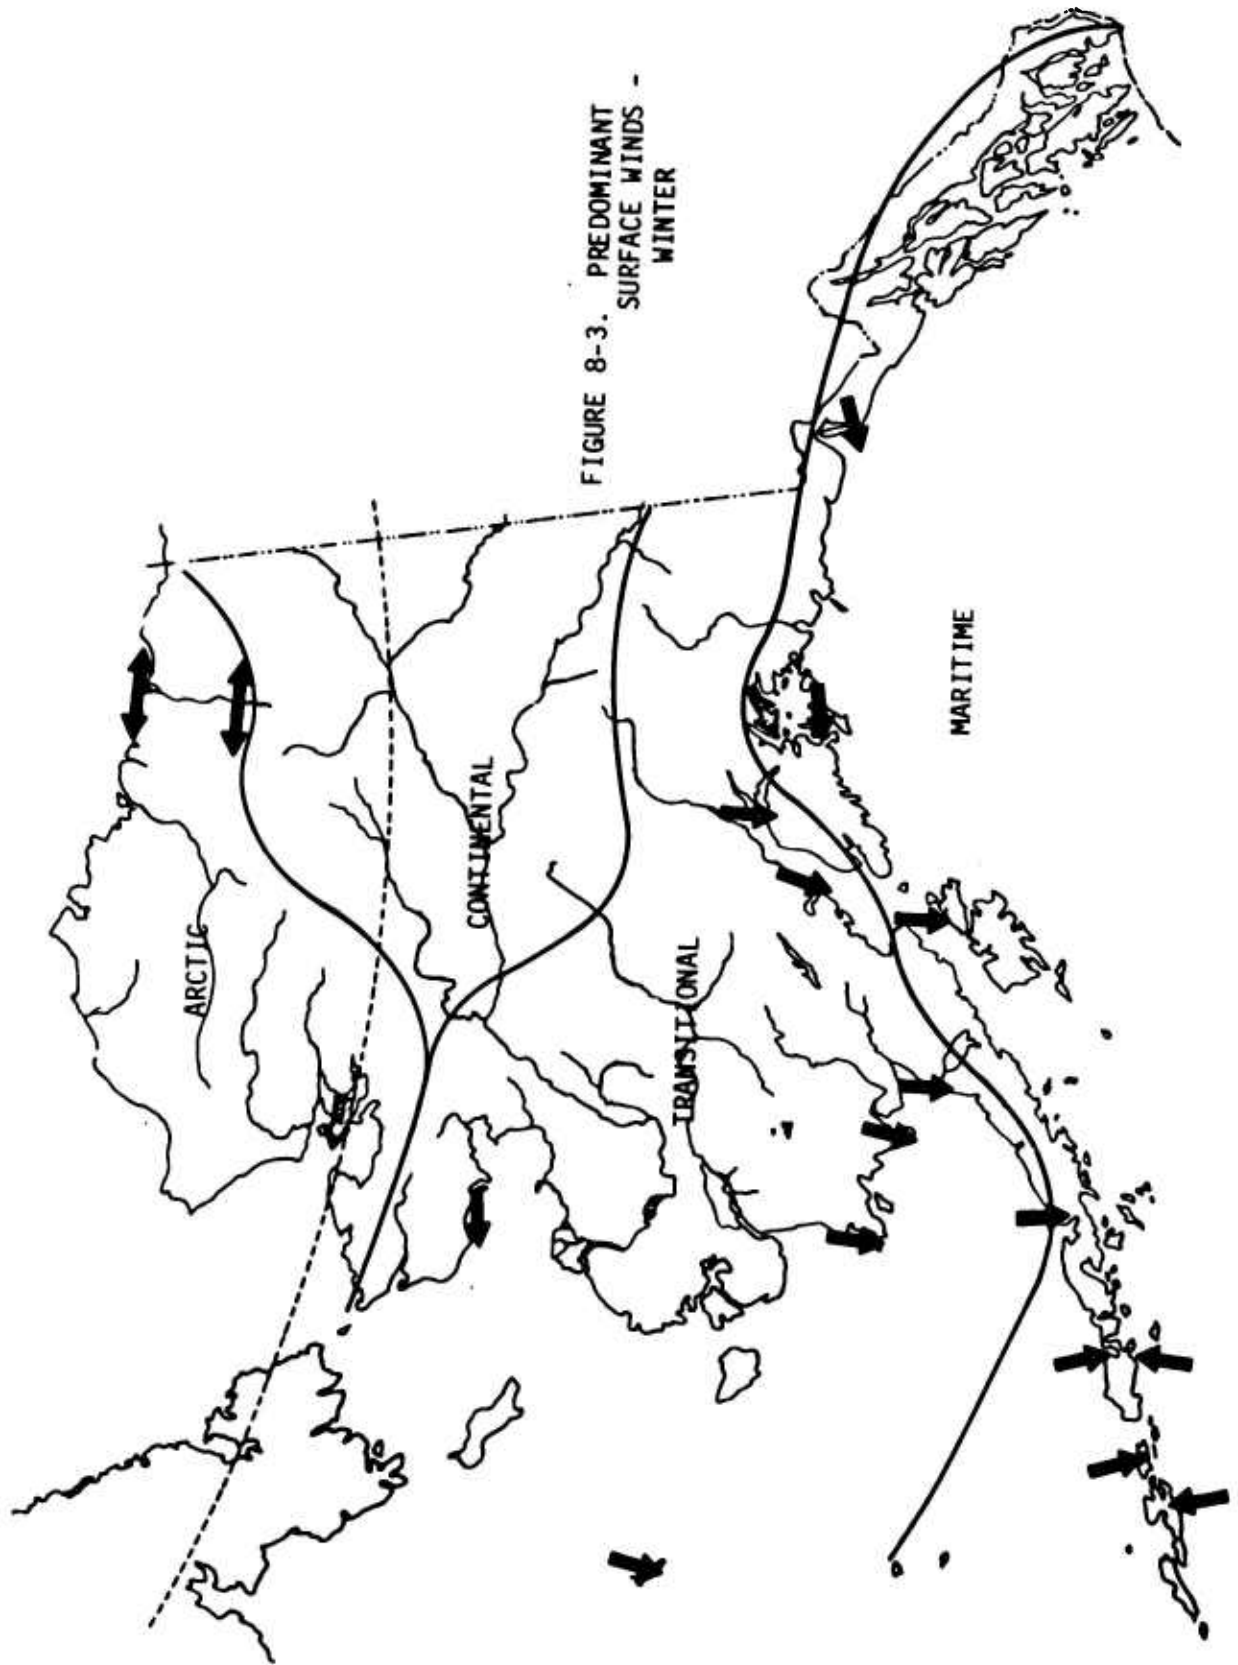 FIGURE 8-3. PREDOMINANT
SURFACE WINDS -
WINTER
ARCTIC
CONTINENTAL
TRANSITIONAL
MARITIME